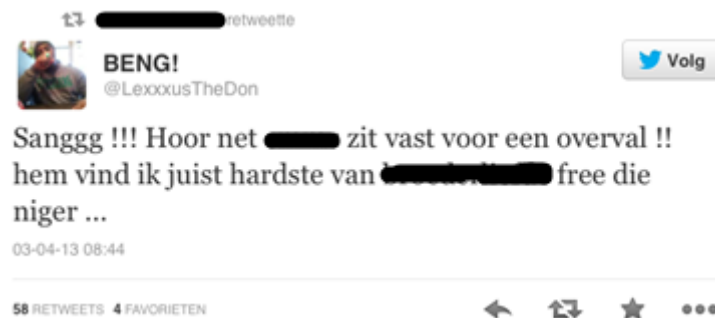 retweette
BENG!
@LexxxusTheDon
Volg
Sanggg !!! Hoor net zit vast voor een overval !!
hem vind ik juist hardste van free die
niger ...
03-04-13 08:44
58 RETWEETS 4 FAVORIETEN